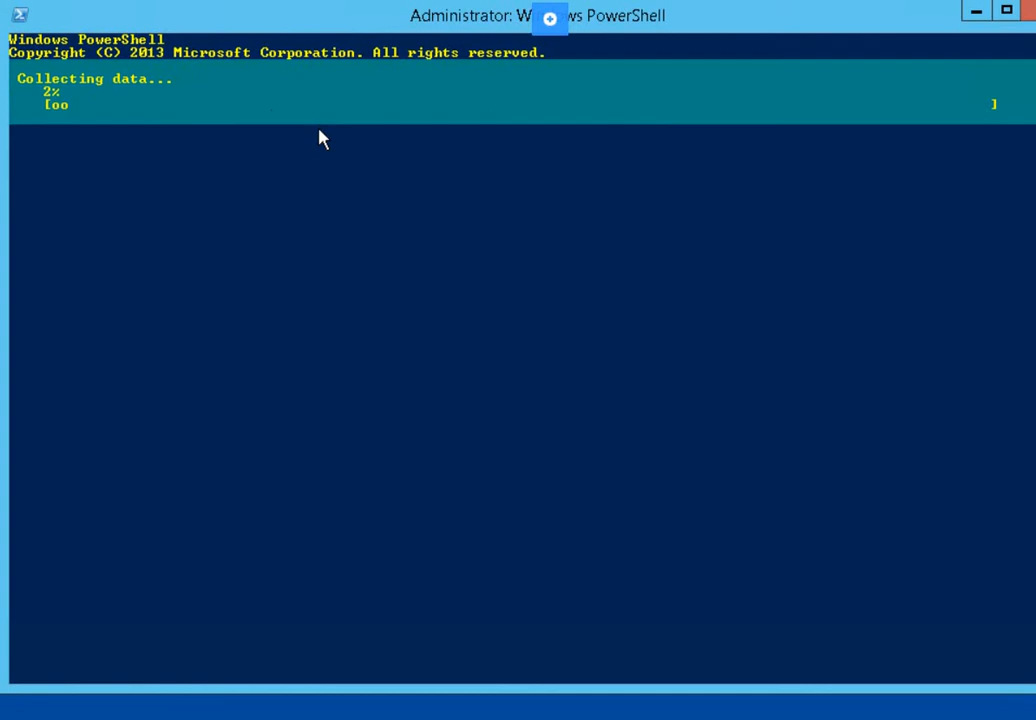 Administrator: W   ws PowerShell
Windows PowerShell
Copyright (C) 2013 Microsoft Corporation. All rights reserved.
Collecting data...
2%
[oo ]